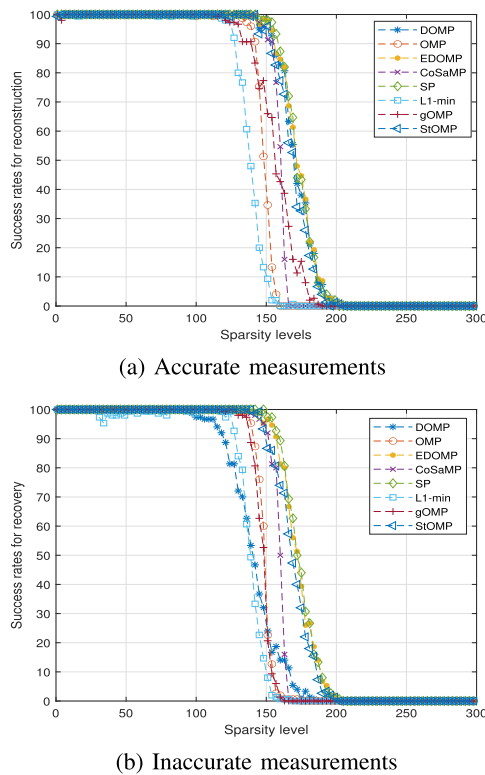 100
90
80
70
60
50
40
30
20
10
0
Success rates for reconstruction
DOMP
OMP
EDOMP
CoSaMP
SP
L1-min
gOMP
StOMP
0 50 100 150 200 250 300
Sparsity levels
(a) Accurate measurements
100
90
80
70
60
50
40
30
20
10
0
Success rates for recovery
DOMP
OMP
EDOMP
CoSaMP
SP
L1-min
gOMP
StOMP
0 50 100 150 200 250 300
Sparsity level
(b) Inaccurate measurements